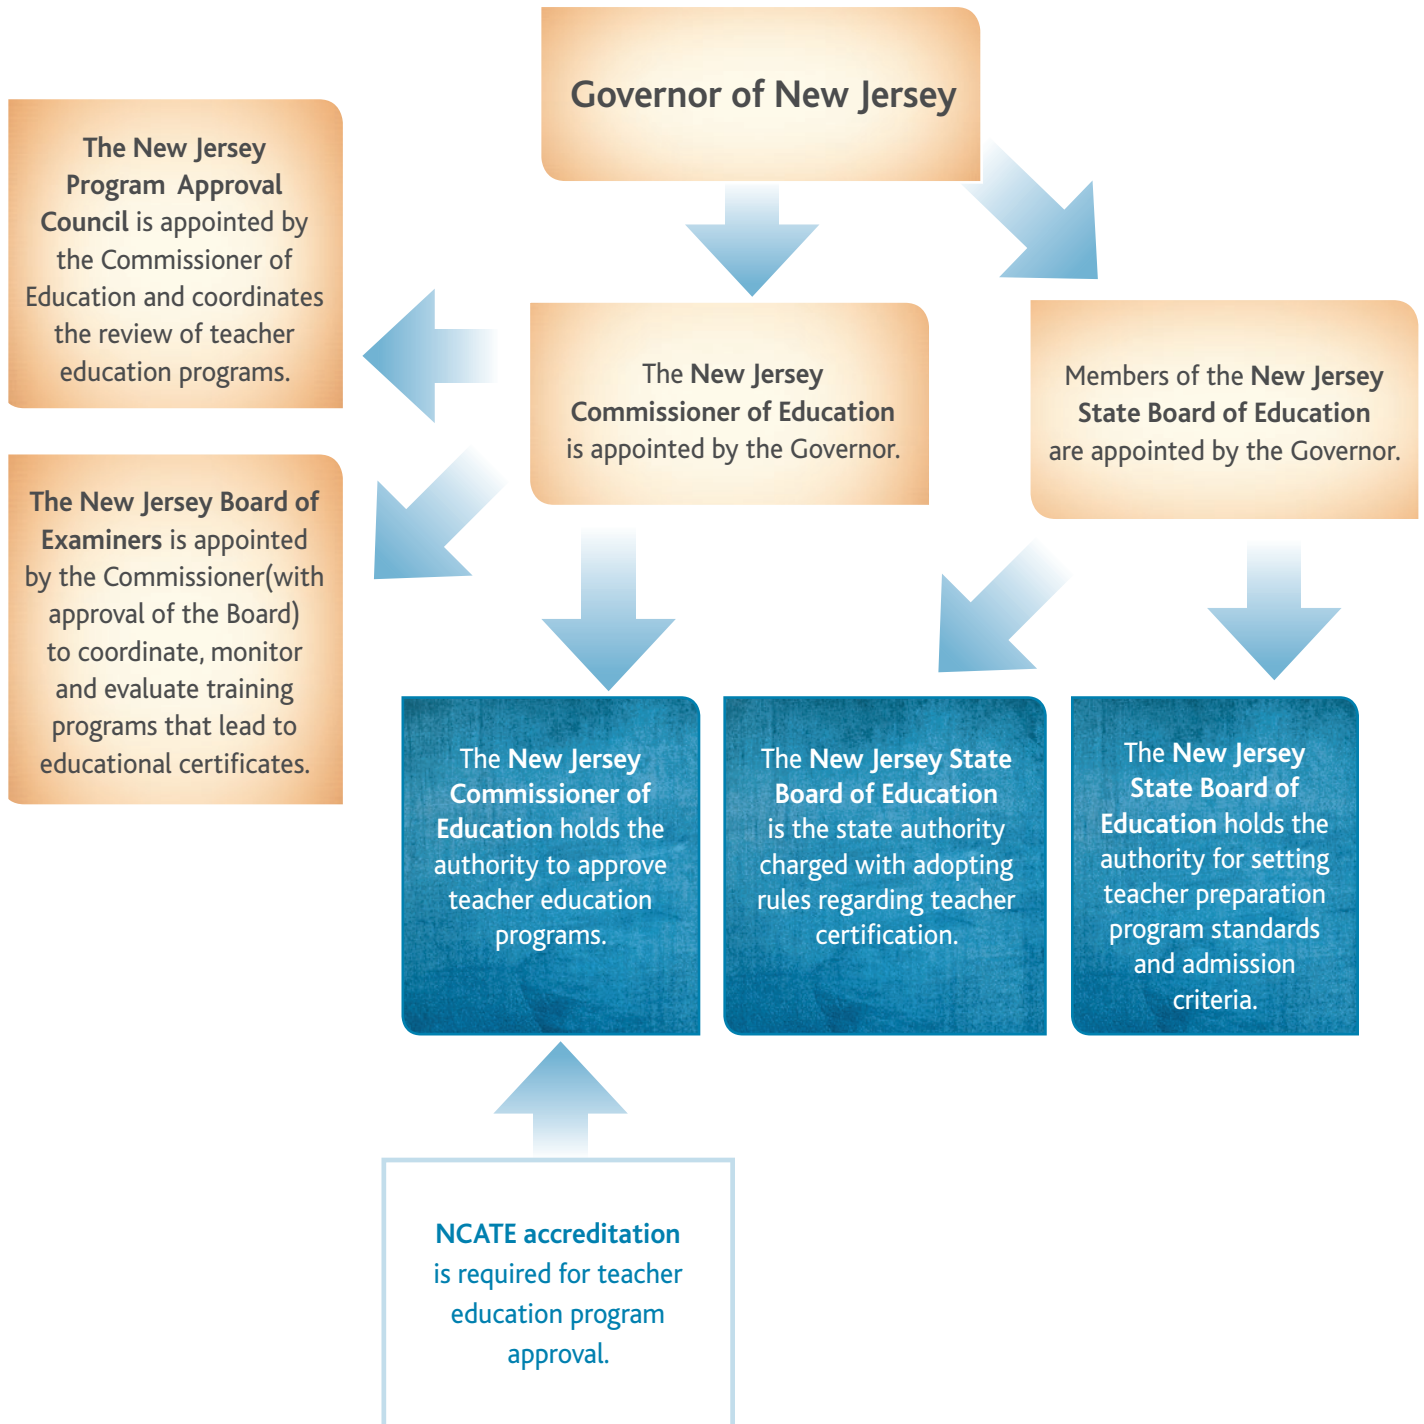 Governor of New Jersey
The New Jersey
Program Approval
Council is appointed by
the Commissioner of
Education and coordinates
the review of teacher
education programs.
The New Jersey
Commissioner of Education
is appointed by the Governor.
Members of the New Jersey
State Board of Education
are appointed by the Governor.
The New Jersey Board of
Examiners is appointed
by the Commissioner(with
approval of the Board)
to coordinate, monitor
and evaluate training
programs that lead to
educational certificates.
The New Jersey
Commissioner of
Education holds the
authority to approve
teacher education
programs.
The New Jersey State
Board of Education
is the state authority
charged with adopting
rules regarding teacher
certification.
The New Jersey
State Board of
Education holds the
authority for setting
teacher preparation
program standards
and admission
criteria.
NCATE accreditation
is required for teacher
education program
approval.